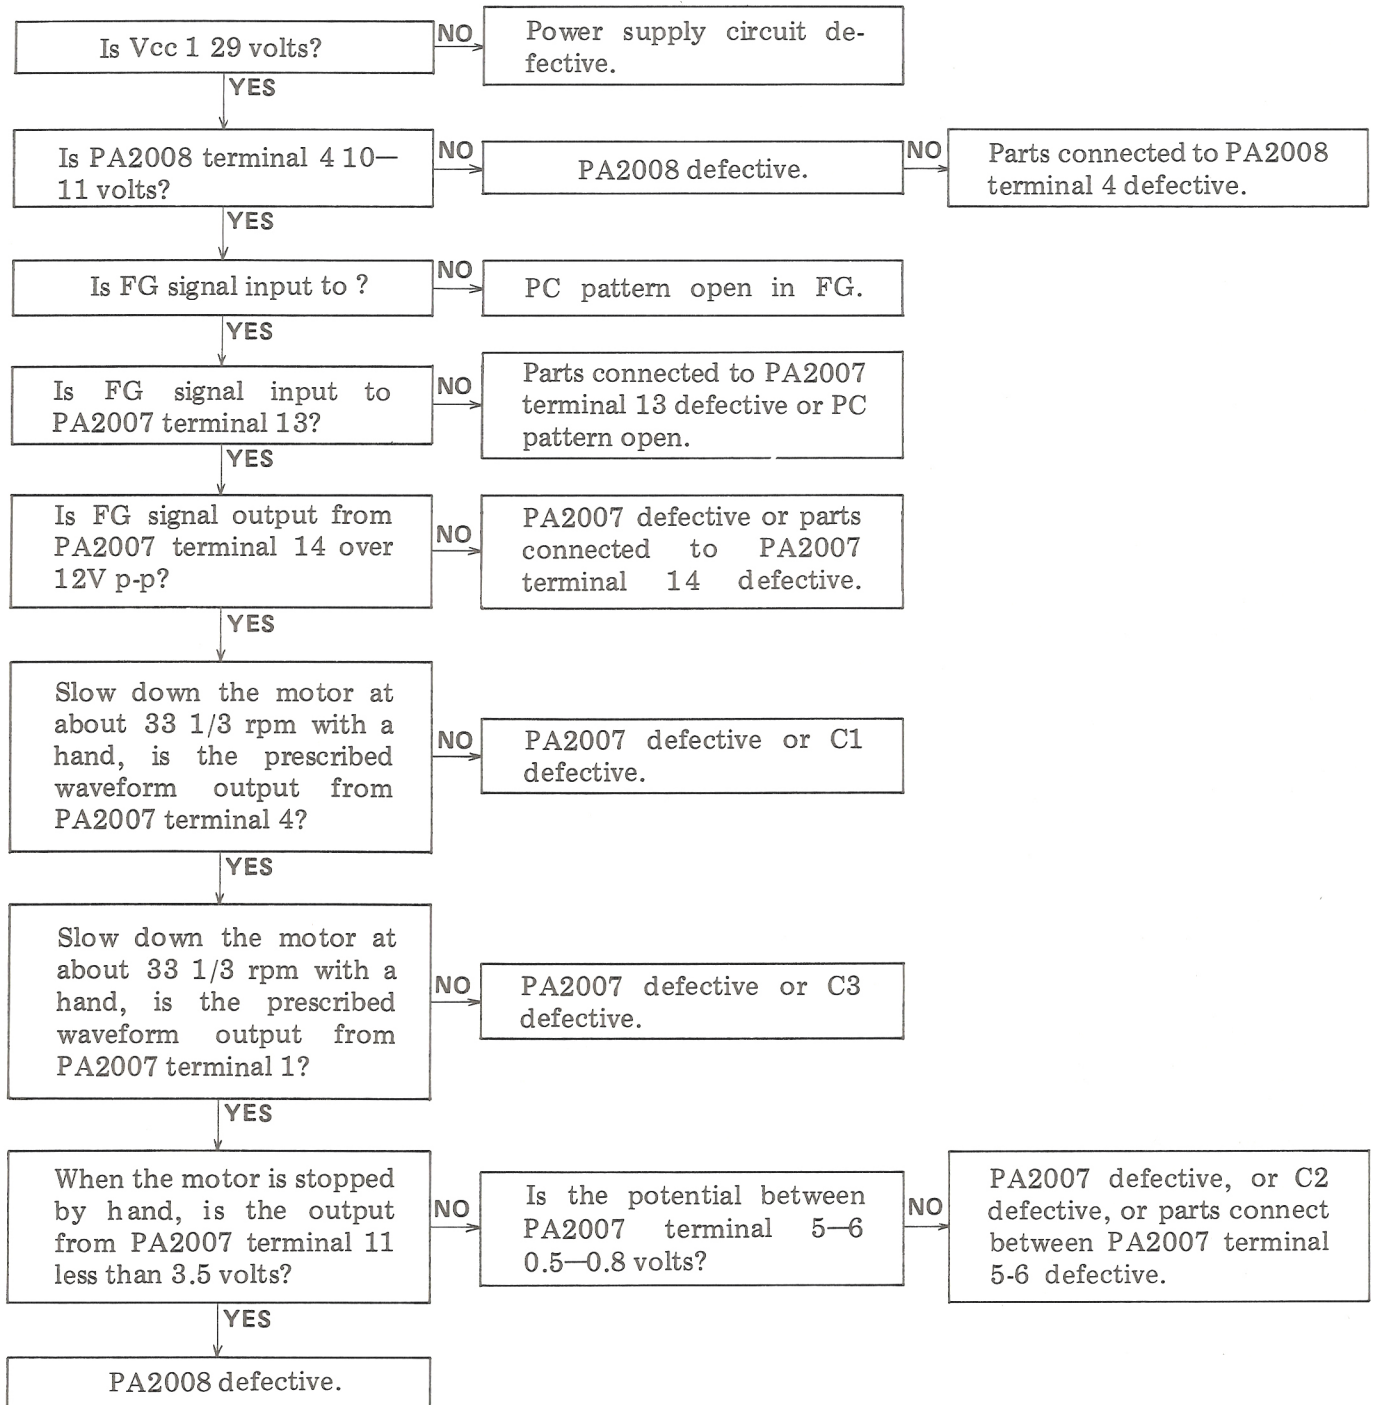 Is Vcc 1 29 volts?
NO
Power supply circuit de-
fective.
YES
Is PA2008 terminal 4 10—
11 volts?
NO
PA2008 defective.
NO
Parts connected to PA2008
terminal 4 defective.
YES
Is FG signal input to ?
NO
PC pattern open in FG.
YES
Is FG signal input to
PA2007 terminal 13?
NO
Parts connected to PA2007
terminal 13 defective or PC
pattern open.
YES
Is FG signal output from
PA2007 terminal 14 over
12V p-p?
NO
PA2007 defective or parts
connected to PA2007
terminal 14 defective.
YES
Slow down the motor at
about 33 1/3 rpm with a
hand, is the prescribed
waveform output from
PA2007 terminal 4?
NO
PA2007 defective or C1
defective.
YES
Slow down the motor at
about 33 1/3 rpm with a
hand, is the prescribed
waveform output from
PA2007 terminal 1?
NO
PA2007 defective or C3
defective.
YES
When the motor is stopped
by hand, is the output
from PA2007 terminal 11
less than 3.5 volts?
NO
Is the potential between
PA2007 terminal 5—6
0.5—0.8 volts?
NO
PA2007 defective, or C2
defective, or parts connect
between PA2007 terminal
5-6 defective.
YES
PA2008 defective.